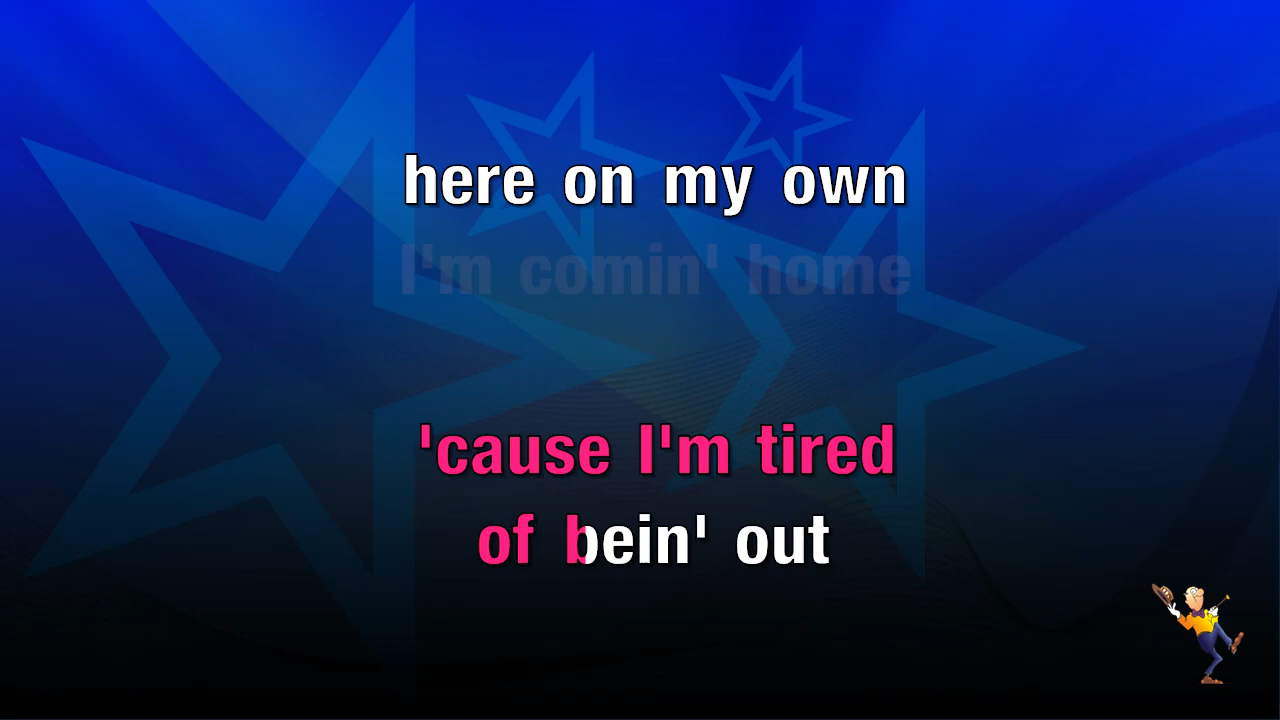 here on my own
I'm comin' home
'cause I'm tired
of bein' out